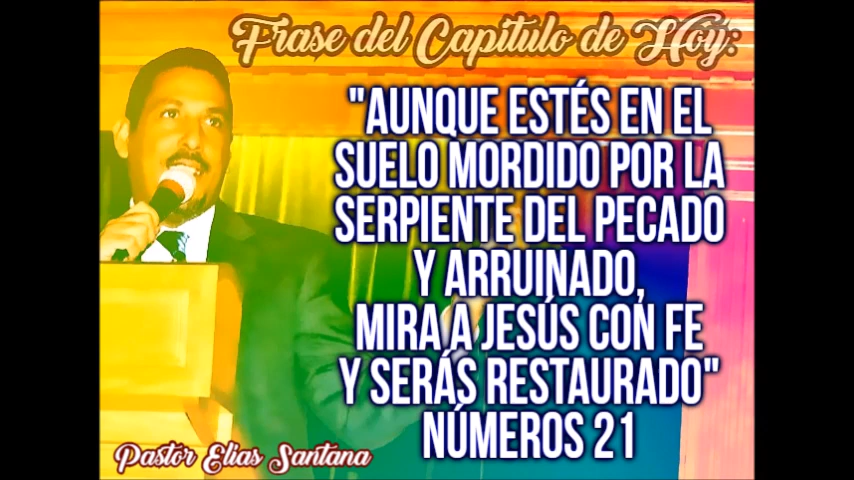 Frase del Capitulo de Hoy:
"AUNQUE ESTÉS EN EL
SUELO MORDIDO POR LA
SERPIENTE DEL PECADO
Y ARRUINADO,
MIRA A JESÚS CON FE
Y SERÁS RESTAURADO"
NÚMEROS 21
Pastor Elias Santana